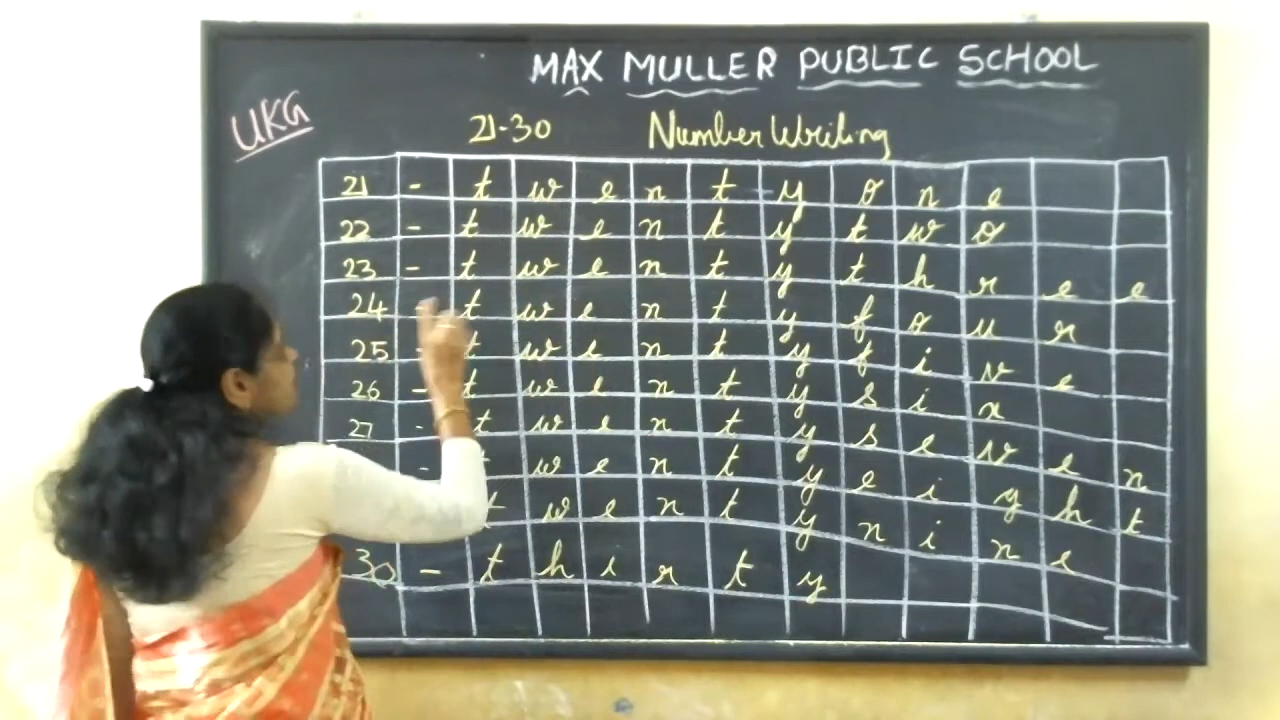 MAX MULLER PUBLIC SCHOOL
UKG
21-30 Number Writing
21 - t w e n t y o n e
22 - t w e n t y t w o
23 - t w e n t y t h r e e
24 - t w e n t y f o u r
25 - t w e n t y f i v e
26 - t w e n t y s i x
27 - t w e n t y s e v e n
- t w e n t y e i g h t
t w e n t y n i n e
30 - t h i r t y